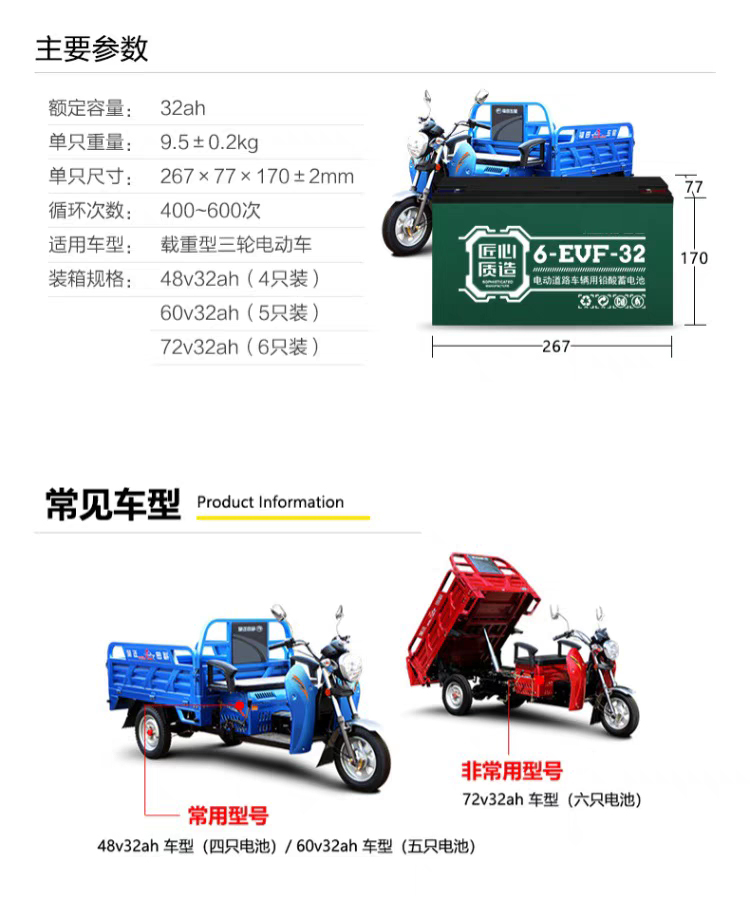 主要参数
额定容量： 32ah
单只重量： 9.5±0.2kg
单只尺寸： 267×77×170±2mm
循环次数： 400~600次
适用车型： 载重型三轮电动车
装箱规格： 48v32ah（4只装）
60v32ah（5只装）
72v32ah（6只装）
77
170
267
匠心
质造
SOPHISTICATED
MANUFACTURE
6-EVF-32
电动道路车辆用铅酸蓄电池
Cd
常见车型 Product Information
常用型号
48v32ah 车型（四只电池）/ 60v32ah 车型（五只电池）
非常用型号
72v32ah 车型（六只电池）